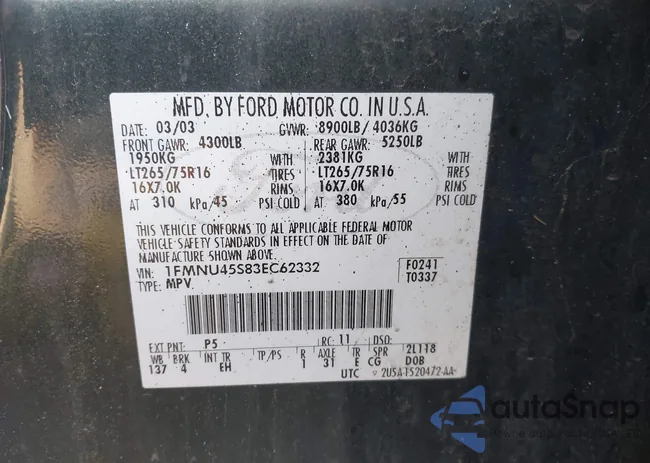 MFD. BY FORD MOTOR CO. IN U.S.A.
DATE: 03/03 GVWR: 8900LB/ 4036KG
FRONT GAWR: 4300LB REAR GAWR: 5250LB
1950KG WITH 2381KG WITH
LT265/75R16 TIRES LT265/75R16 TIRES
16X7.0K RIMS 16X7.0K RIMS
AT 310 kPa/45 PSI COLD AT 380 kPa/55 PSI COLD
THIS VEHICLE CONFORMS TO ALL APPLICABLE FEDERAL MOTOR
VEHICLE SAFETY STANDARDS IN EFFECT ON THE DATE OF
MANUFACTURE SHOWN ABOVE.
VIN: 1FMNU45S83EC62332 F0241
TYPE: MPV T0337
EXT PNT: P5 RC: 11 DSO:
WB BRK INT TR TP/PS R AXLE TR SPR 2L118
137 4 EH 1 31 E CG DOB
UTC
autoSnap